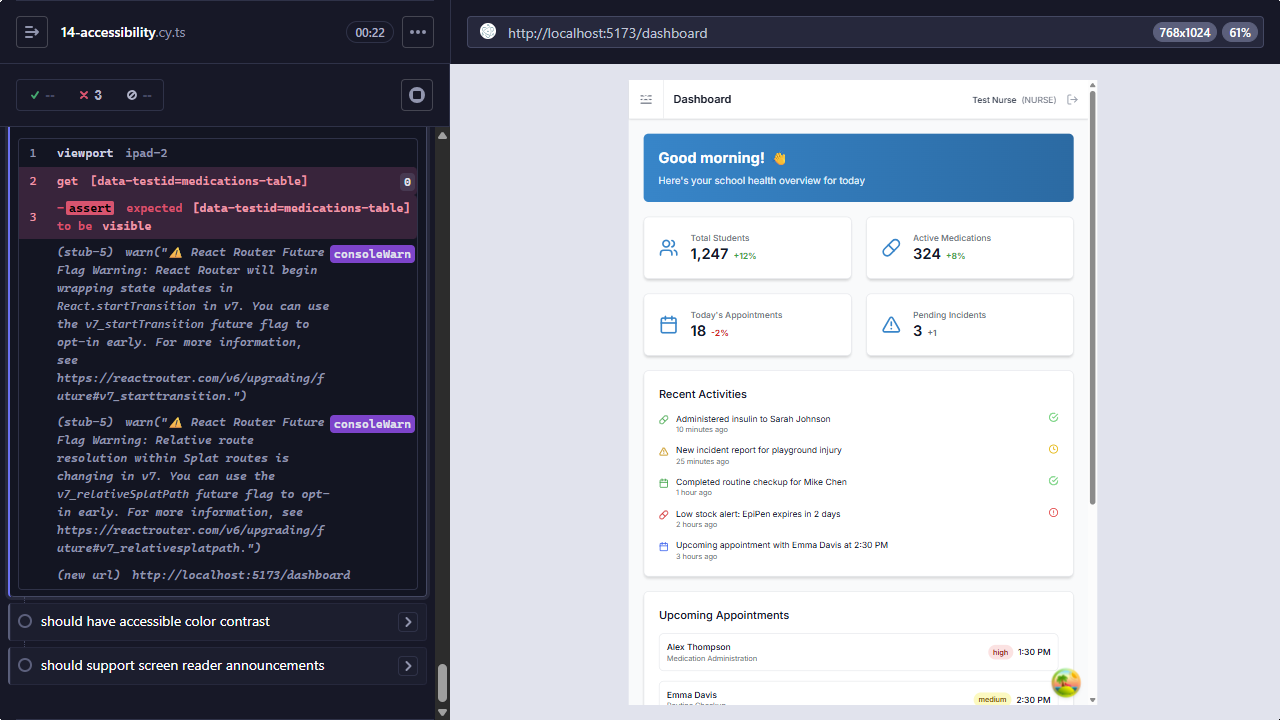 14-accessibility.cy.ts
00:22
--
3
--
1 viewport ipad-2
2 get [data-testid=medications-table] 0
3 -assert expected [data-testid=medications-table]
to be visible
(stub-5) warn("⚠️ React Router Future consoleWarn
Flag Warning: React Router will begin
wrapping state updates in
React.startTransition in v7. You can use
the v7_startTransition future flag to
opt-in early. For more information,
see
https://reactrouter.com/v6/upgrading/f
uture#v7_starttransition.")
(stub-5) warn("⚠️ React Router Future consoleWarn
Flag Warning: Relative route
resolution within Splat routes is
changing in v7. You can use the
v7_relativeSplatPath future flag to opt-
in early. For more information, see
https://reactrouter.com/v6/upgrading/f
uture#v7_relativesplatpath.")
(new url) http://localhost:5173/dashboard
should have accessible color contrast
should support screen reader announcements
http://localhost:5173/dashboard
768x1024
61%
Dashboard
Test Nurse (NURSE)
Good morning! 👋
Here's your school health overview for today
Total Students
1,247 +12%
Active Medications
324 +8%
Today's Appointments
18 -2%
Pending Incidents
3 +1
Recent Activities
Administered insulin to Sarah Johnson
10 minutes ago
New incident report for playground injury
25 minutes ago
Completed routine checkup for Mike Chen
1 hour ago
Low stock alert: EpiPen expires in 2 days
2 hours ago
Upcoming appointment with Emma Davis at 2:30 PM
3 hours ago
Upcoming Appointments
Alex Thompson
Medication Administration
high 1:30 PM
Emma Davis
Routine Checkup
medium 2:30 PM